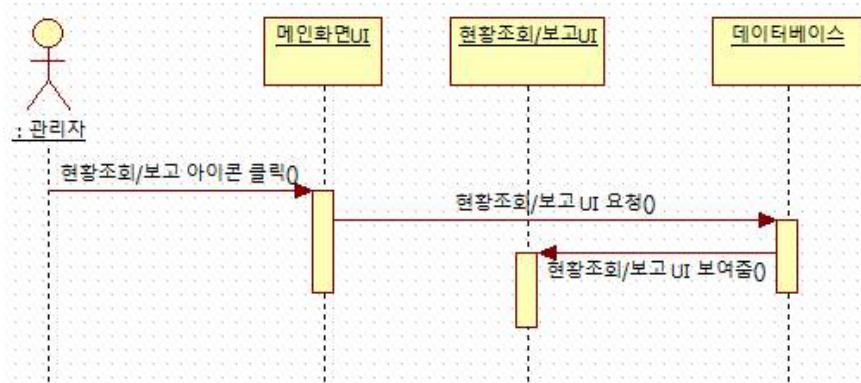 메인화면UI
현황조회/보고UI
데이터베이스
: 관리자
현황조회/보고 아이콘 클릭()
현황조회/보고 UI 요청()
현황조회/보고 UI 보여줌()